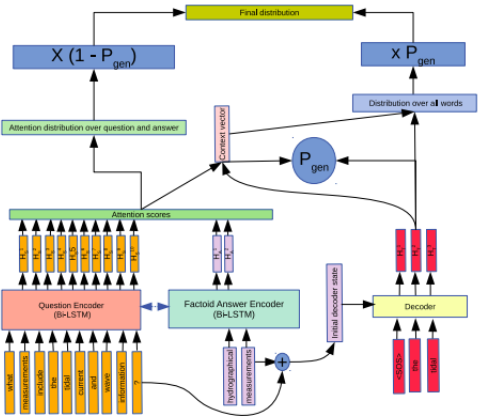 Final distribution
X (1 - Pgen)
x Pgen
Distribution over all words
Attention distribution over question and answer
Context vector
Pgen
Attention scores
Question Encoder
(Bi-LSTM)
Factoid Answer Encoder
(Bi-LSTM)
Initial decoder state
Decoder
what
measurements
include
the
tidal
current
and
wave
information
?
hydrographical
measurements
+
<SOS>
the
tidal